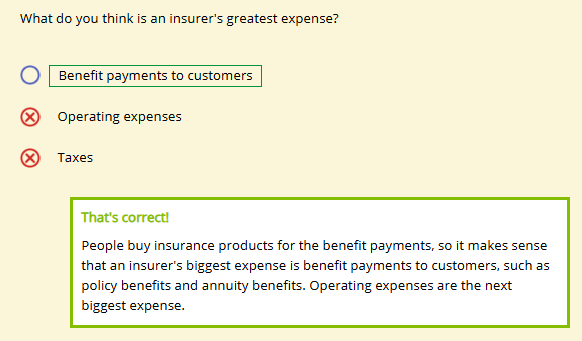 What do you think is an insurer's greatest expense?
Benefit payments to customers
Operating expenses
Taxes
That's correct!
People buy insurance products for the benefit payments, so it makes sense
that an insurer's biggest expense is benefit payments to customers, such as
policy benefits and annuity benefits. Operating expenses are the next
biggest expense.